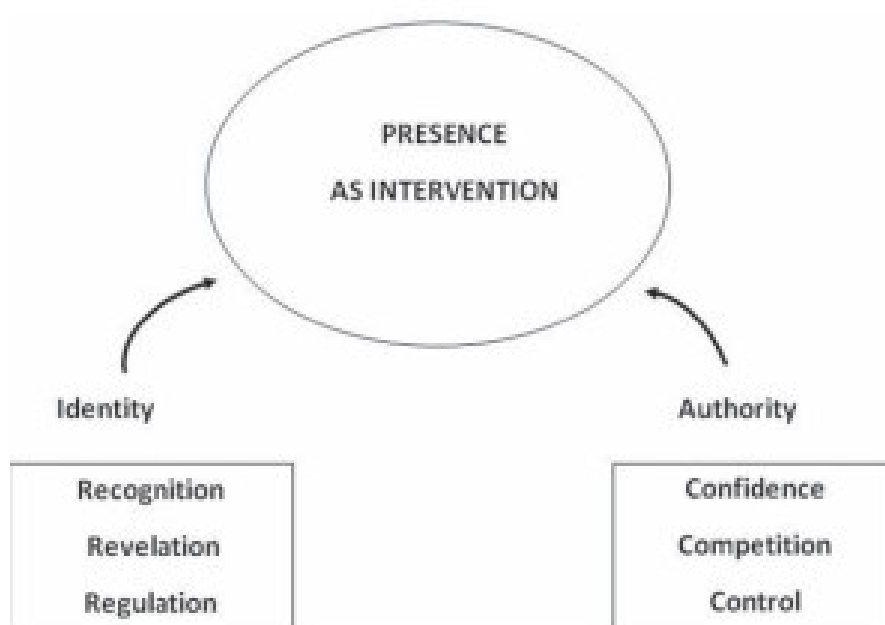 PRESENCE
AS INTERVENTION
Identity
Authority
Recognition
Revelation
Regulation
Confidence
Competition
Control